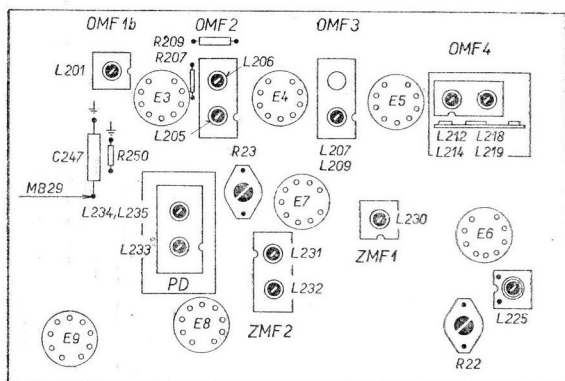 OMF1b
OMF2
OMF3
OMF4
R209
R207
L201
L206
E3
E4
E5
L205
L207
L209
L212 L218
L214 L219
C247
R250
MB29
R23
L234,L235
L233
PD
E7
L230
ZMF1
E6
L231
L232
ZMF2
L225
R22
E8
E9